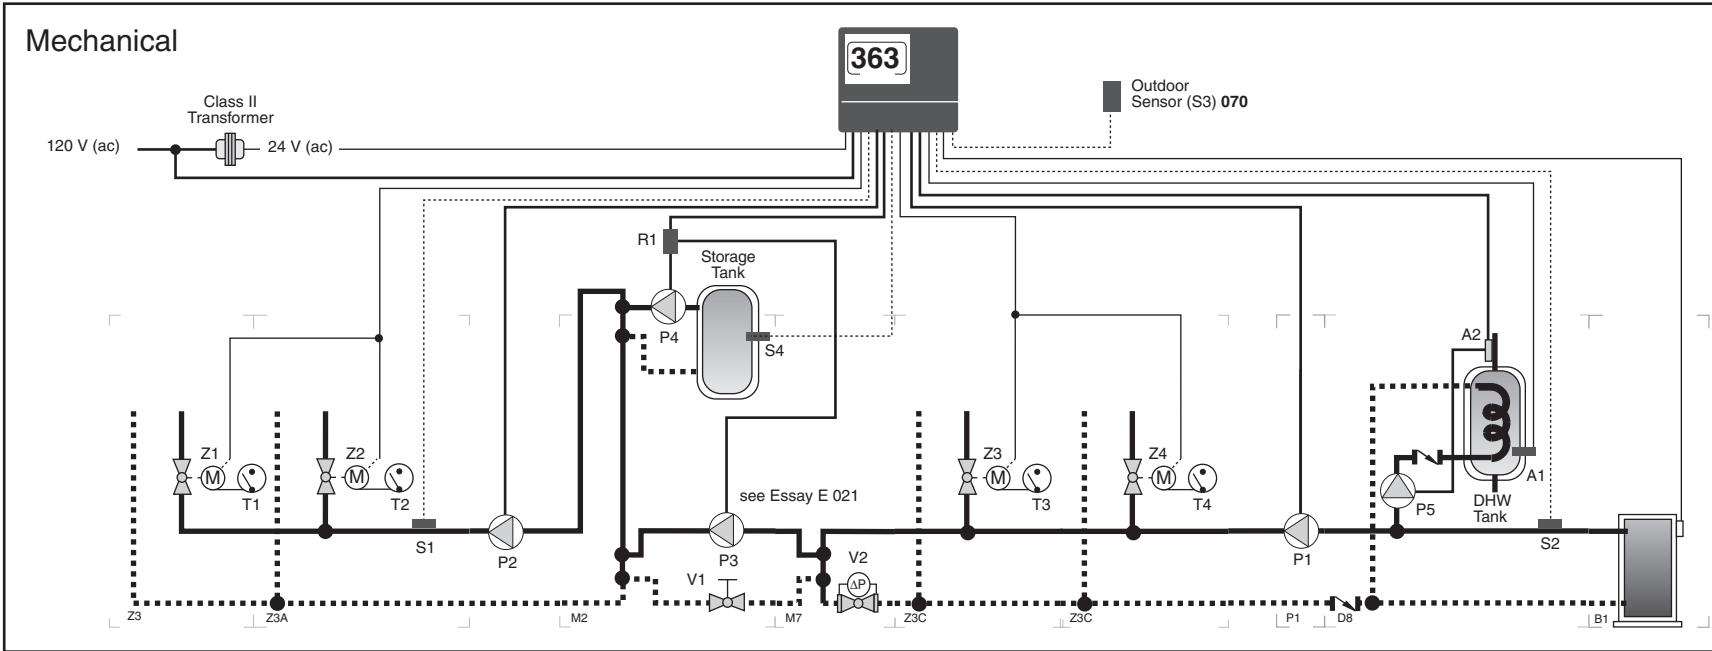 Mechanical
363
Class II
Transformer
120 V (ac)
24 V (ac)
Outdoor
Sensor (S3) 070
R1
Storage
Tank
P4
S4
A2
Z1
M
T1
Z2
M
T2
Z3
M
T3
Z4
M
T4
A1
P5
DHW
Tank
see Essay E 021
S1
P2
P3
P1
S2
V1
V2
ΔP
Z3
Z3A
M2
M7
Z3C
Z3C
P1
D8
B1